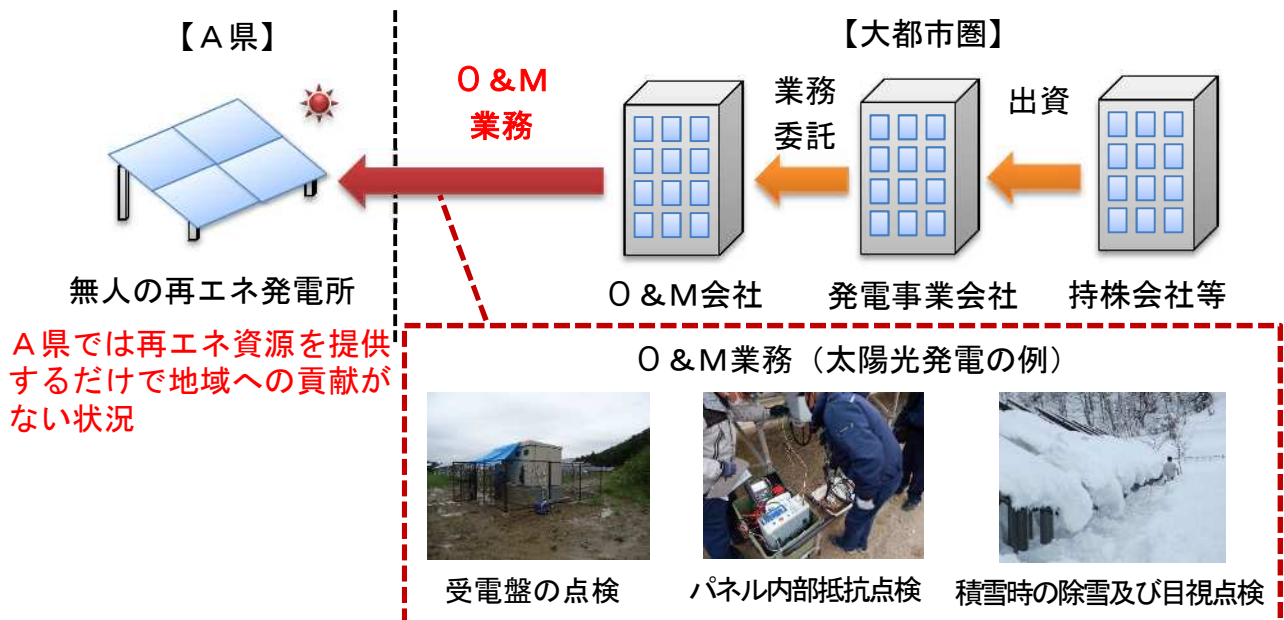 【A県】
【大都市圏】
O&M
業務
業務
委託
出資
無人の再エネ発電所
O&M会社
発電事業会社
持株会社等
A県では再エネ資源を提供
するだけで地域への貢献が
ない状況
O&M業務（太陽光発電の例）
受電盤の点検
パネル内部抵抗点検
積雪時の除雪及び目視点検